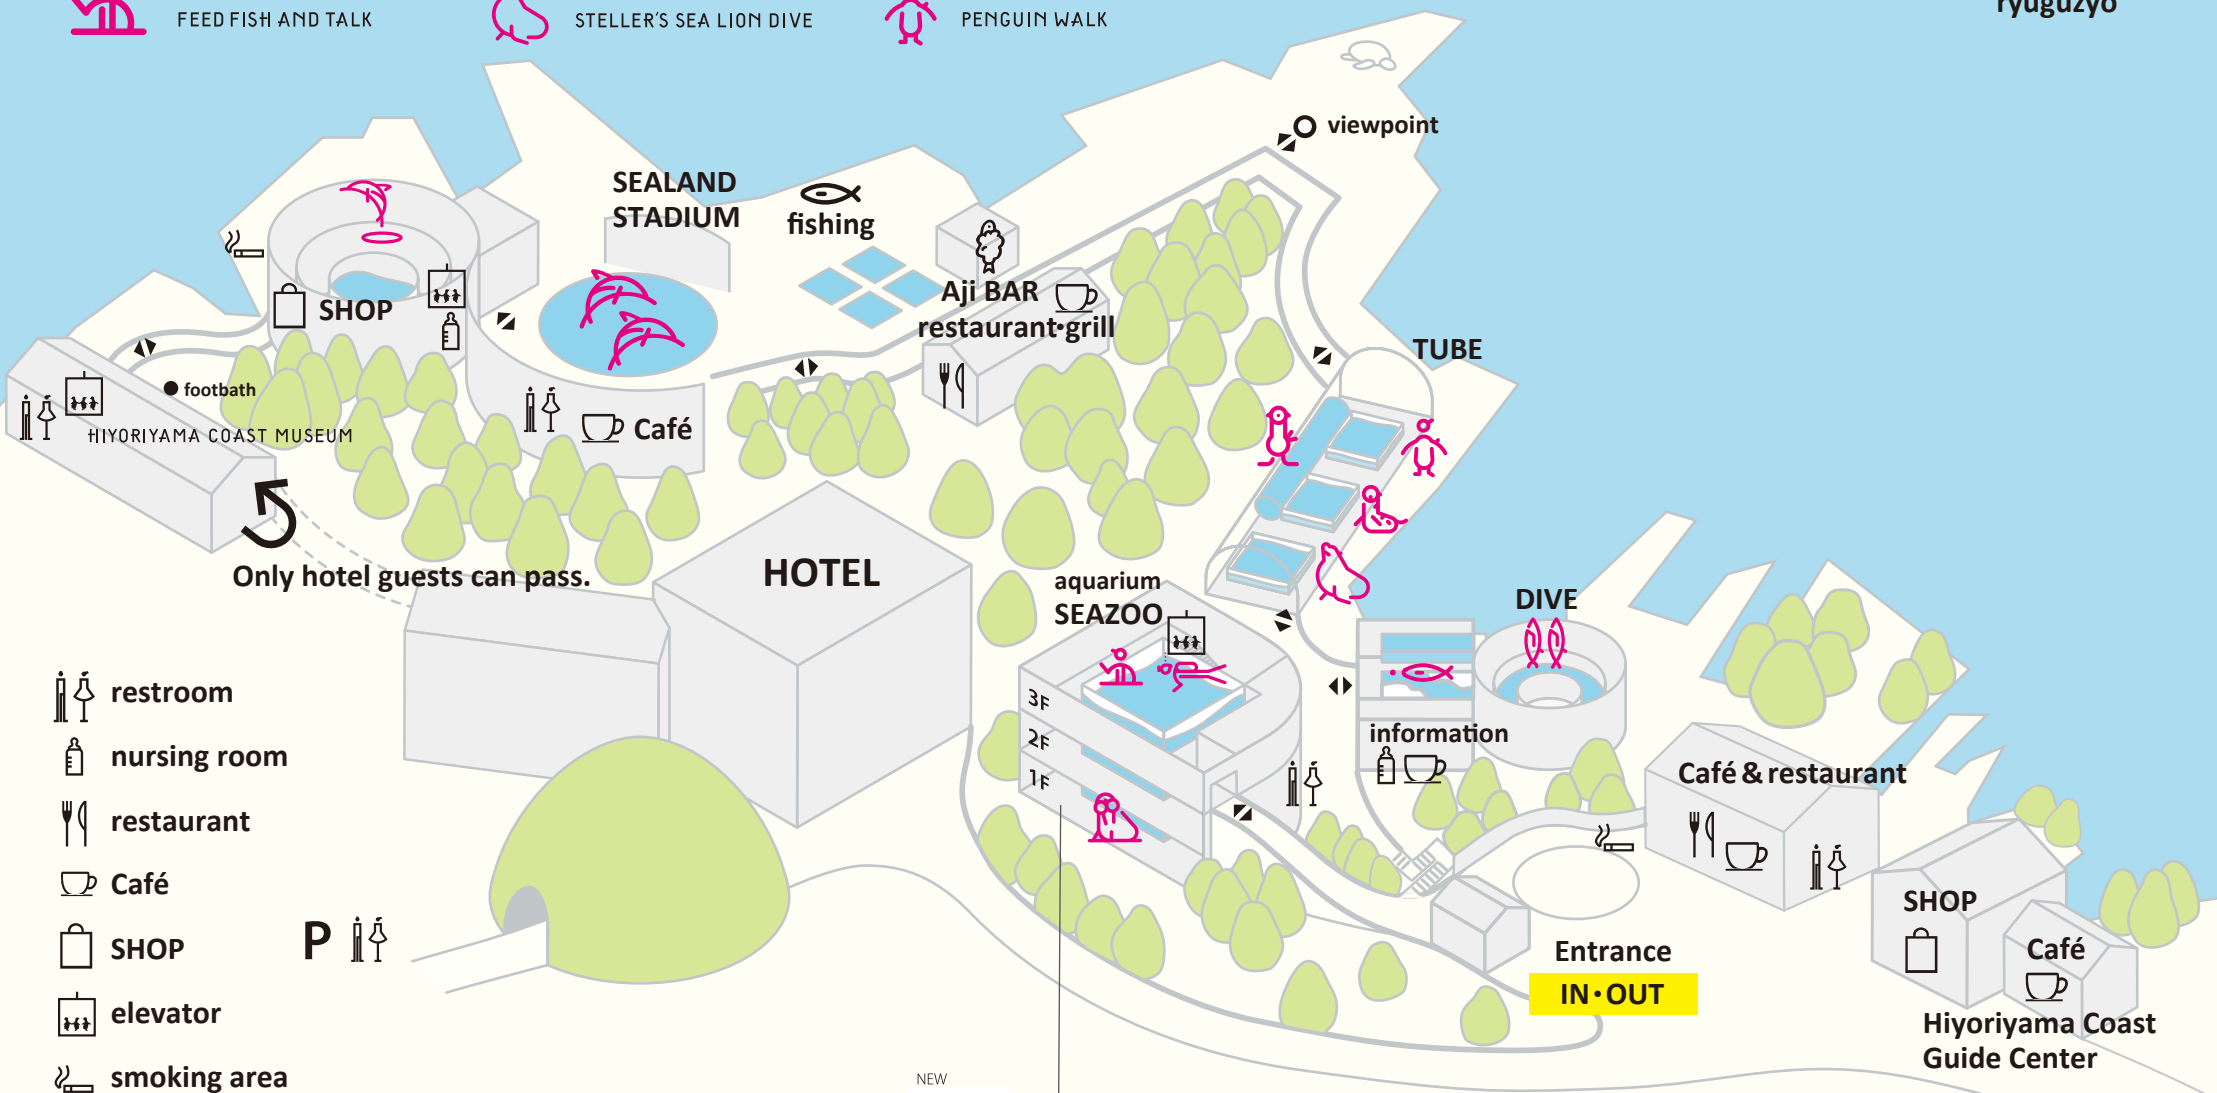 FEED FISH AND TALK
STELLER'S SEA LION DIVE
PENGUIN WALK
ryuguzyo
viewpoint
SEALAND
STADIUM
fishing
SHOP
Aji BAR
restaurant・grill
TUBE
footbath
HIYORIYAMA COAST MUSEUM
Café
Only hotel guests can pass.
HOTEL
aquarium
SEAZOO
DIVE
3F
2F
1F
information
Café & restaurant
restroom
nursing room
restaurant
Café
SHOP
elevator
smoking area
P
Entrance
IN・OUT
SHOP
Café
Hiyoriyama Coast
Guide Center
NEW